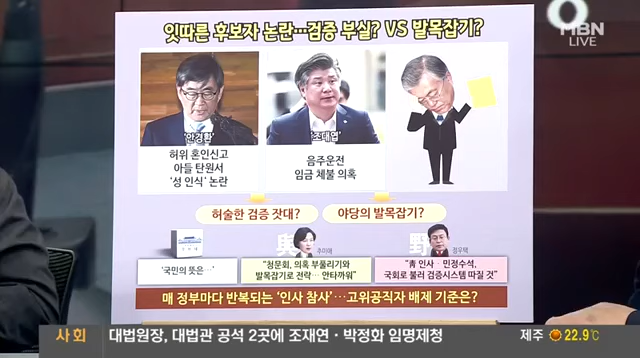 잇따른 후보자 논란…검증 부실? VS 발목잡기?
MBN
LIVE
'안경환'
'조대엽'
허위 혼인신고
아들 탄원서
'성 인식' 논란
음주운전
임금 체불 의혹
허술한 검증 잣대?
야당의 발목잡기?
與
추미애
野
정우택
'국민의 뜻은…'
"청문회, 의혹 부풀리기와
발목잡기로 전략… 안타까워"
"靑 인사·민정수석,
국회로 불러 검증시스템 따질 것"
매 정부마다 반복되는 '인사 참사'…고위공직자 배제 기준은?
사회
대법원장, 대법관 공석 2곳에 조재연·박정화 임명제청
제주
22.9℃